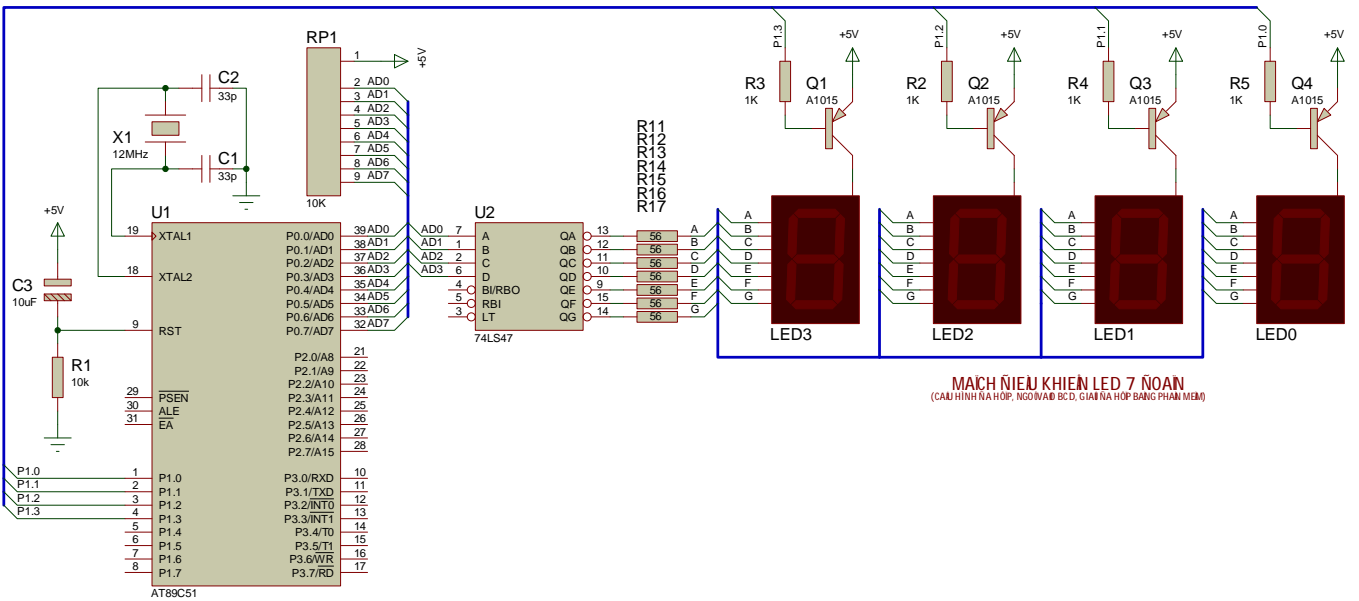 RP1
+5V
1
2 AD0
3 AD1
4 AD2
5 AD3
6 AD4
7 AD5
8 AD6
9 AD7
10K
C2
33p
X1
12MHz
C1
33p
+5V
C3
10uF
R1
10k
U1
19 XTAL1
18 XTAL2
9 RST
29 PSEN
30 ALE
31 EA
P1.0 1 P1.0
P1.1 2 P1.1
P1.2 3 P1.2
P1.3 4 P1.3
5 P1.4
6 P1.5
7 P1.6
8 P1.7
P0.0/AD0 39 AD0
P0.1/AD1 38 AD1
P0.2/AD2 37 AD2
P0.3/AD3 36 AD3
P0.4/AD4 35 AD4
P0.5/AD5 34 AD5
P0.6/AD6 33 AD6
P0.7/AD7 32 AD7
P2.0/A8 21
P2.1/A9 22
P2.2/A10 23
P2.3/A11 24
P2.4/A12 25
P2.5/A13 26
P2.6/A14 27
P2.7/A15 28
P3.0/RXD 10
P3.1/TXD 11
P3.2/INT0 12
P3.3/INT1 13
P3.4/T0 14
P3.5/T1 15
P3.6/WR 16
P3.7/RD 17
AT89C51
U2
AD0 7 A
AD1 1 B
AD2 2 C
AD3 6 D
4 BI/RBO
5 RBI
3 LT
QA 13
QB 12
QC 11
QD 10
QE 9
QF 15
QG 14
74LS47
R11
R12
R13
R14
R15
R16
R17
56 A
56 B
56 C
56 D
56 E
56 F
56 G
P1.3
+5V
R3
1K
Q1
A1015
A
B
C
D
E
F
G
LED3
P1.2
+5V
R2
1K
Q2
A1015
A
B
C
D
E
F
G
LED2
P1.1
+5V
R4
1K
Q3
A1015
A
B
C
D
E
F
G
LED1
P1.0
+5V
R5
1K
Q4
A1015
A
B
C
D
E
F
G
LED0
KHIEN LED 7